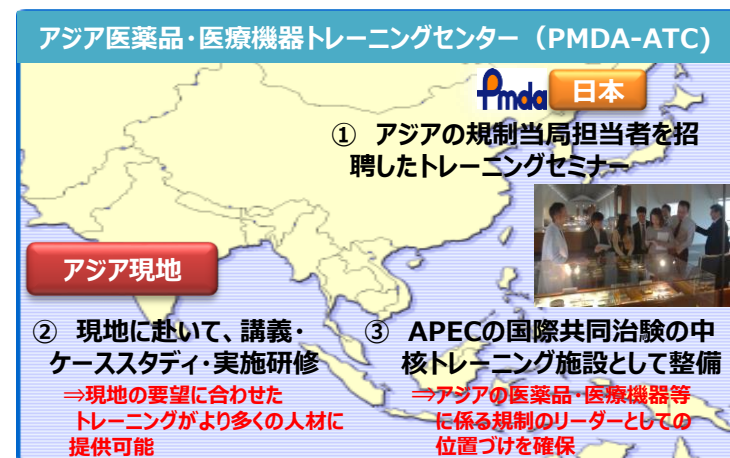 アジア医薬品・医療機器トレーニングセンター（PMDA-ATC)
Pmda
日本
① アジアの規制当局担当者を招
聘したトレーニングセミナー
アジア現地
② 現地に赴いて、講義・
ケーススタディ・実施研修
⇒現地の要望に合わせた
トレーニングがより多くの人材に
提供可能
③ APECの国際共同治験の中
核トレーニング施設として整備
⇒アジアの医薬品・医療機器等
に係る規制のリーダーとしての
位置づけを確保